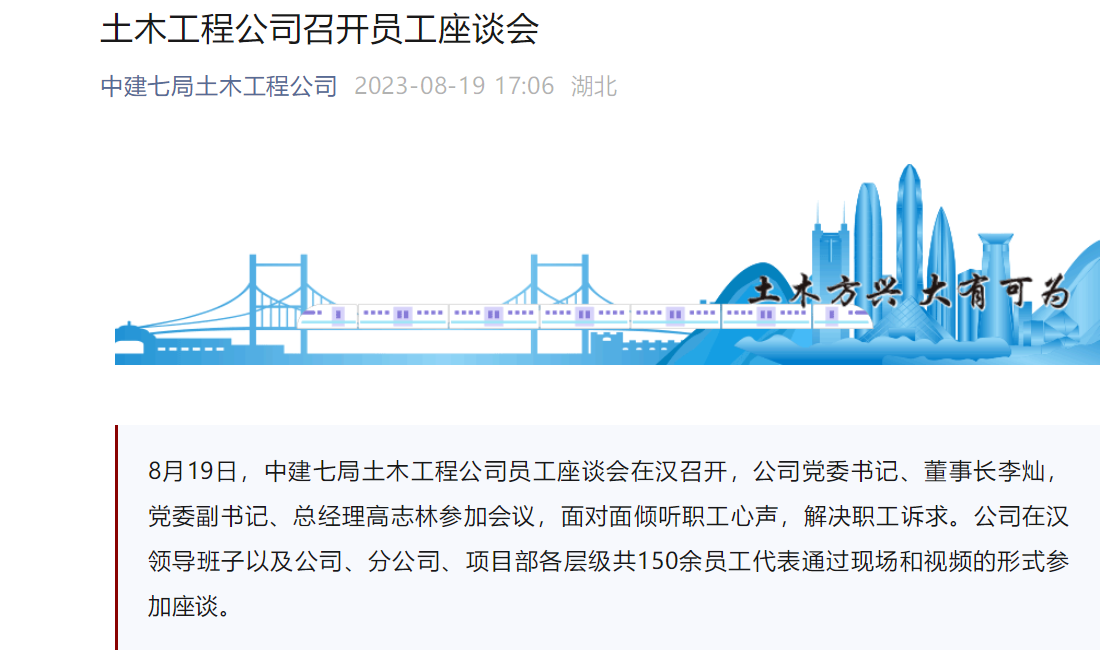 土木工程公司召开员工座谈会
中建七局土木工程公司 2023-08-19 17:06 湖北
土木方兴 大有可为
8月19日，中建七局土木工程公司员工座谈会在汉召开，公司党委书记、董事长李灿，
党委副书记、总经理高志林参加会议，面对面倾听职工心声，解决职工诉求。公司在汉
领导班子以及公司、分公司、项目部各层级共150余员工代表通过现场和视频的形式参
加座谈。